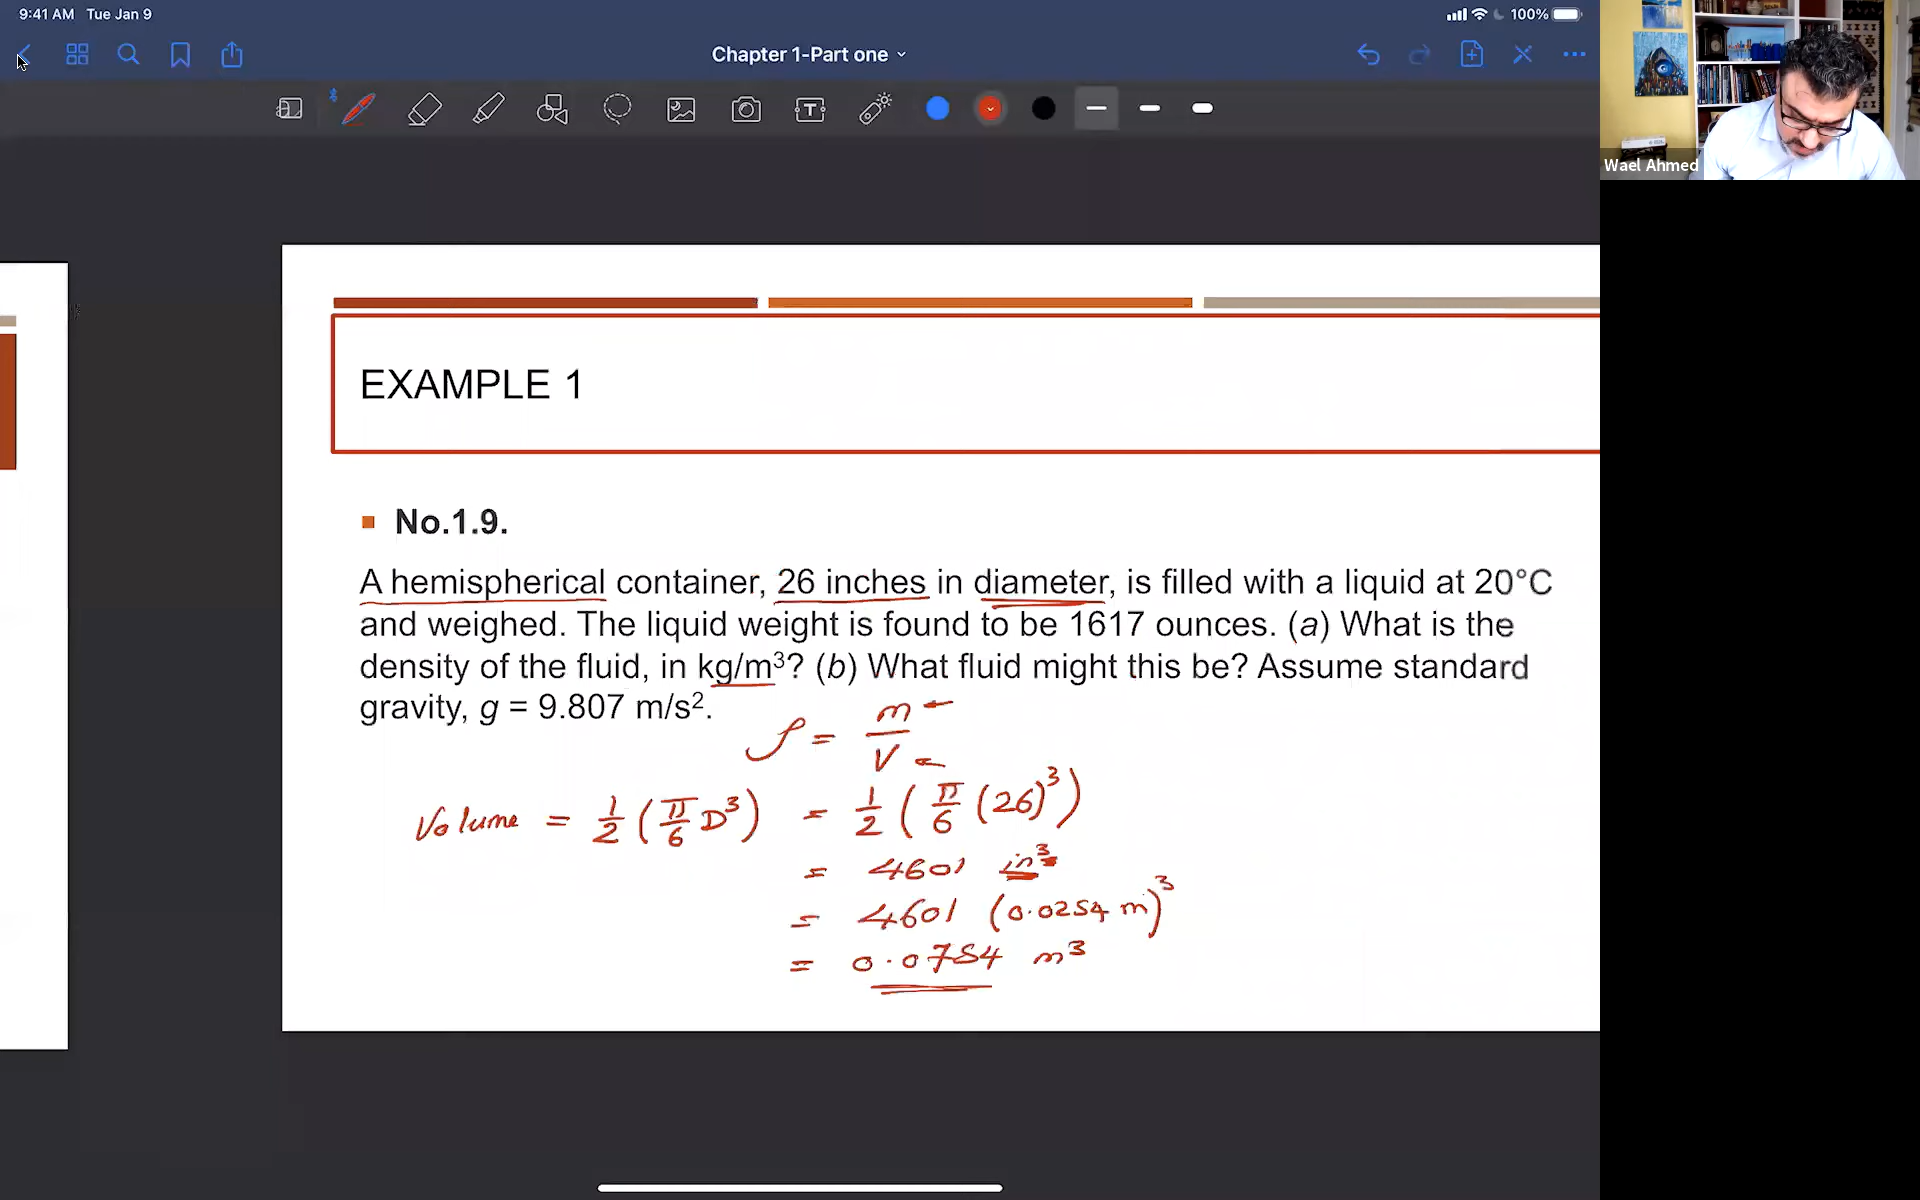 9:41 AM Tue Jan 9
100%
Chapter 1-Part one
T
Wael Ahmed
EXAMPLE 1
No.1.9.
A hemispherical container, 26 inches in diameter, is filled with a liquid at 20°C
and weighed. The liquid weight is found to be 1617 ounces. (a) What is the
density of the fluid, in kg/m³? (b) What fluid might this be? Assume standard
gravity, g = 9.807 m/s².
ρ = m/V
Volume = 1/2 (π/6 D³) = 1/2 (π/6 (26)³)
= 4601 in³
= 4601 (0.0254 m)³
= 0.0754 m³